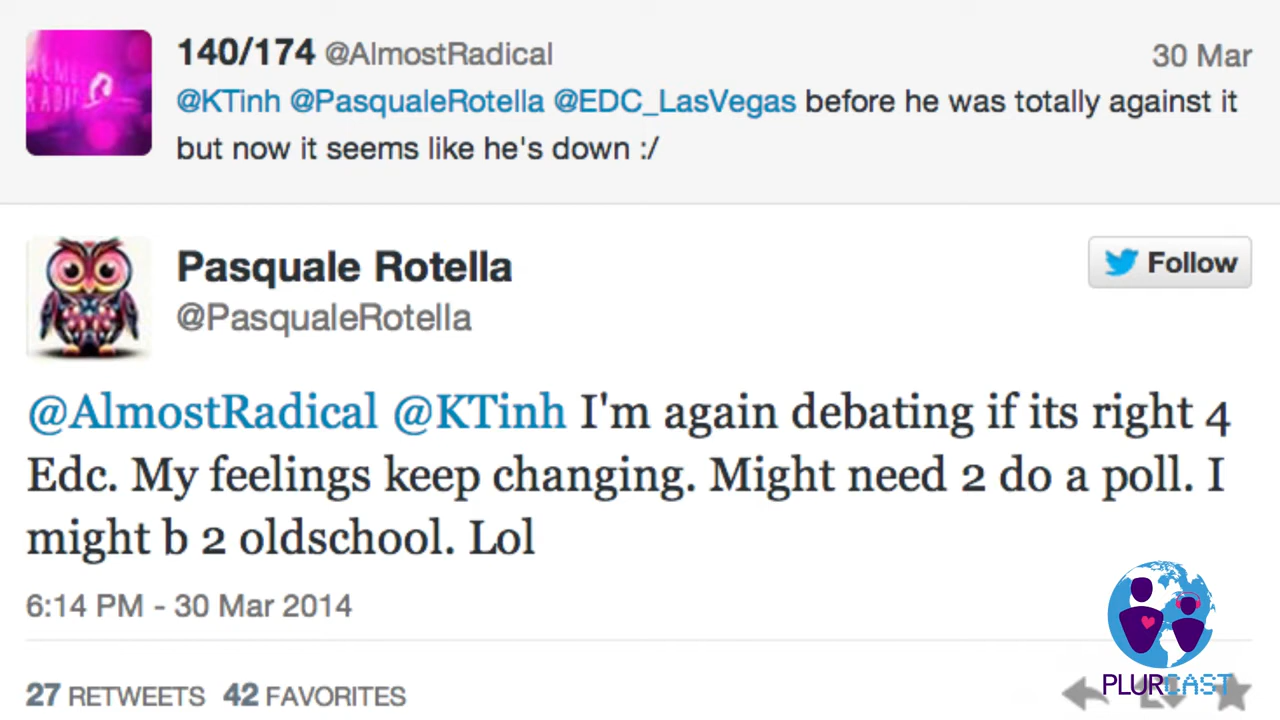 140/174 @AlmostRadical 30 Mar
@KTinh @PasqualeRotella @EDC_LasVegas before he was totally against it
but now it seems like he's down :/
Pasquale Rotella
Follow
@PasqualeRotella
@AlmostRadical @KTinh I'm again debating if its right 4
Edc. My feelings keep changing. Might need 2 do a poll. I
might b 2 oldschool. Lol
6:14 PM - 30 Mar 2014
27 RETWEETS 42 FAVORITES
PLURCAST